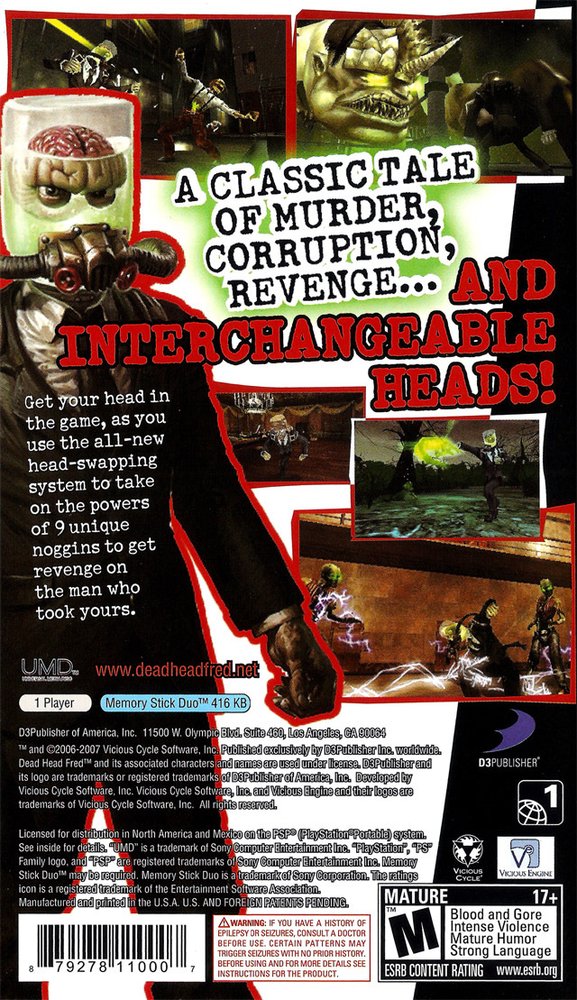 A CLASSIC TALE
OF MURDER,
CORRUPTION,
REVENGE... AND
INTERCHANGEABLE
HEADS!
Get your head in
the game, as you
use the all-new
head-swapping
system to take
on the powers
of 9 unique
noggins to get
revenge on
the man who
took yours.
UMD
www.deadheadfred.net
1 Player
Memory Stick Duo™ 416 KB
D3Publisher of America, Inc. 11500 W. Olympic Blvd. Suite 460, Los Angeles, CA 90064
™ and ©2006-2007 Vicious Cycle Software, Inc. Published exclusively by D3Publisher Inc. worldwide.
Dead Head Fred™ and its associated characters and names are used under license. D3Publisher and
its logo are trademarks or registered trademarks of D3Publisher of America, Inc. Developed by
Vicious Cycle Software, Inc. Vicious Cycle Software, Inc. and Vicious Engine and their logos are
trademarks of Vicious Cycle Software, Inc. All rights reserved.
D3PUBLISHER®
1
Licensed for distribution in North America and Mexico on the PSP® (PlayStation®Portable) system.
See inside for details. "UMD" is a trademark of Sony Computer Entertainment Inc. "PlayStation", "PS"
Family logo, and "PSP" are registered trademarks of Sony Computer Entertainment Inc. Memory
Stick Duo™ may be required. Memory Stick Duo is a trademark of Sony Corporation. The ratings
icon is a registered trademark of the Entertainment Software Association.
Manufactured and printed in the U.S.A. U.S. AND FOREIGN PATENTS PENDING.
VICIOUS
CYCLE
VICIOUS ENGINE
8 79278 11000 7
WARNING: IF YOU HAVE A HISTORY OF
EPILEPSY OR SEIZURES, CONSULT A DOCTOR
BEFORE USE. CERTAIN PATTERNS MAY
TRIGGER SEIZURES WITH NO PRIOR HISTORY.
BEFORE USING AND FOR MORE DETAILS SEE
INSTRUCTIONS FOR THE PRODUCT.
MATURE 17+
M
Blood and Gore
Intense Violence
Mature Humor
Strong Language
ESRB CONTENT RATING www.esrb.org